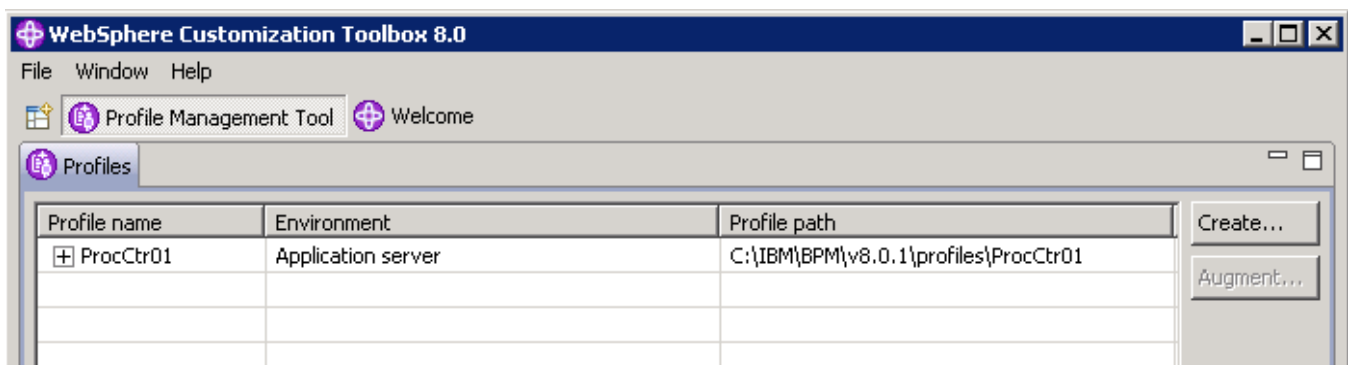 WebSphere Customization Toolbox 8.0
File Window Help
Profile Management Tool Welcome
Profiles
Profile name Environment Profile path Create...
ProcCtr01 Application server C:\IBM\BPM\v8.0.1\profiles\ProcCtr01
Augment...